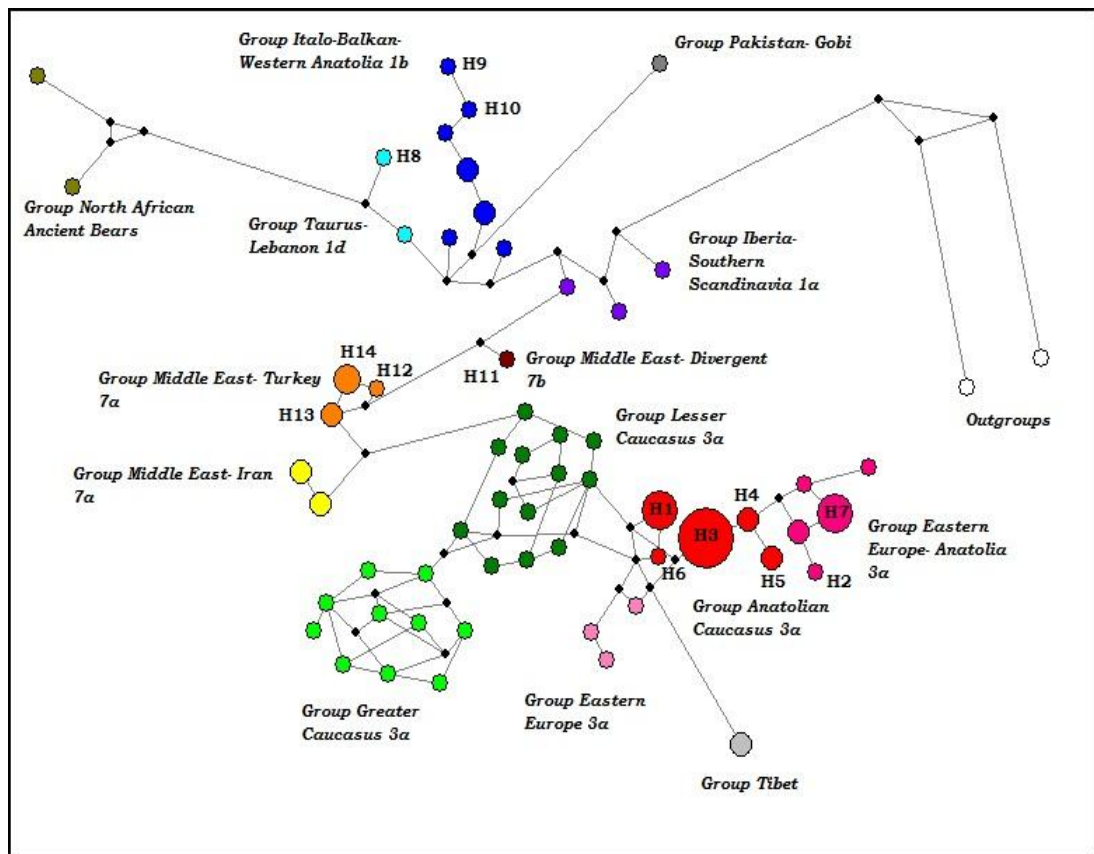 Group Italo-Balkan-
Western Anatolia 1b
H9
H10
Group Pakistan- Gobi
H8
Group North African
Ancient Bears
Group Taurus-
Lebanon 1d
Group Iberia-
Southern
Scandinavia 1a
H14
H12
Group Middle East- Turkey
7a
H13
H11
Group Middle East- Divergent
7b
Group Lesser
Caucasus 3a
Outgroups
Group Middle East- Iran
7a
H1
H3
H4
H7
H6
H5
H2
Group Eastern
Europe- Anatolia
3a
Group Anatolian
Caucasus 3a
Group Greater
Caucasus 3a
Group Eastern
Europe 3a
Group Tibet